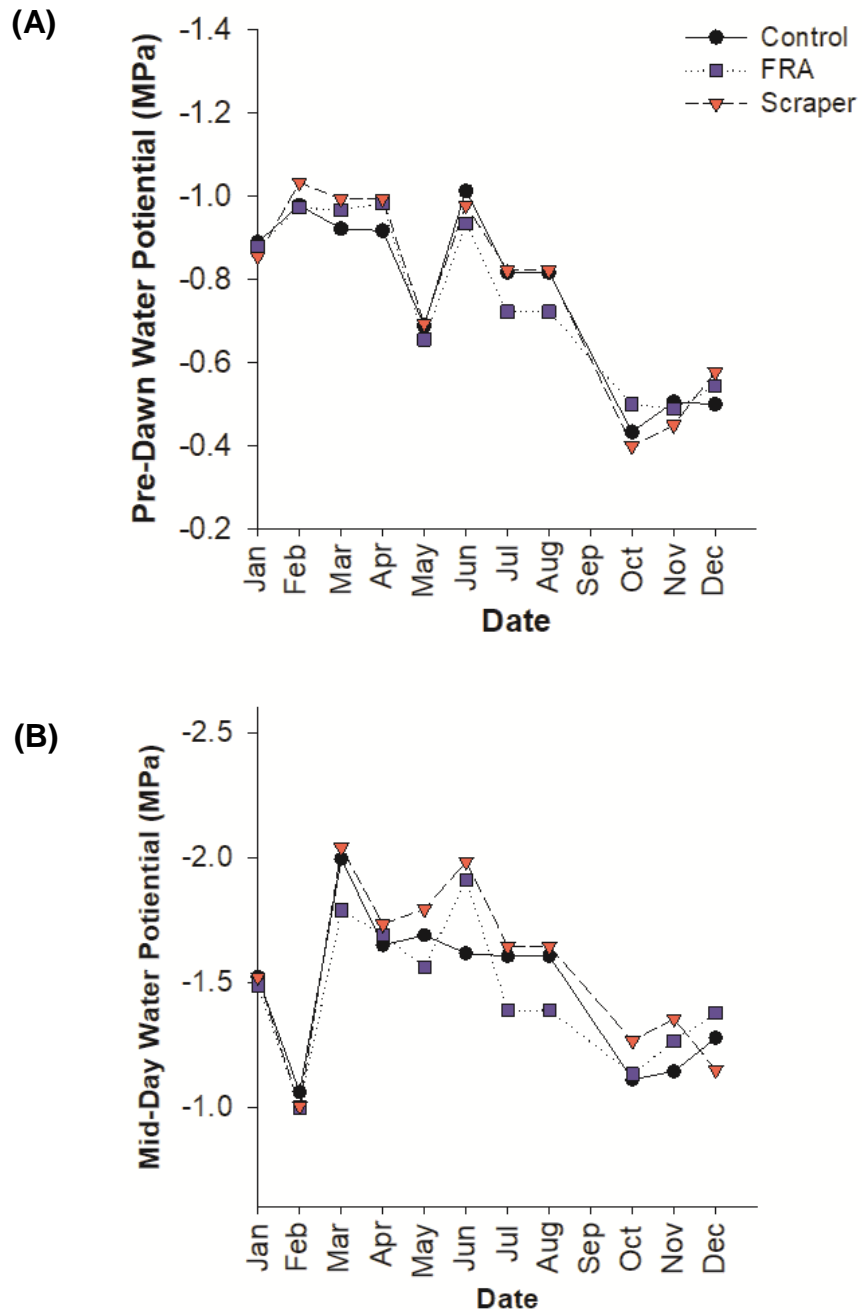 (A)
Pre-Dawn Water Potiential (MPa)
-1.4
-1.2
-1.0
-0.8
-0.6
-0.4
-0.2
Control
FRA
Scraper
Jan
Feb
Mar
Apr
May
Jun
Jul
Aug
Sep
Oct
Nov
Dec
Date
(B)
Mid-Day Water Potiential (MPa)
-2.5
-2.0
-1.5
-1.0
Jan
Feb
Mar
Apr
May
Jun
Jul
Aug
Sep
Oct
Nov
Dec
Date